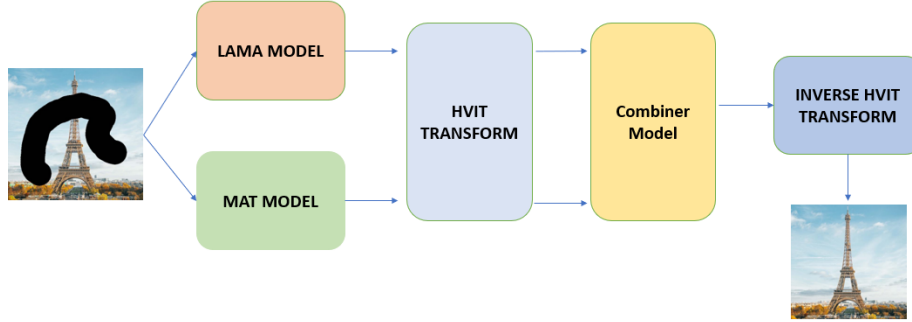 LAMA MODEL
MAT MODEL
HVIT
TRANSFORM
Combiner
Model
INVERSE HVIT
TRANSFORM